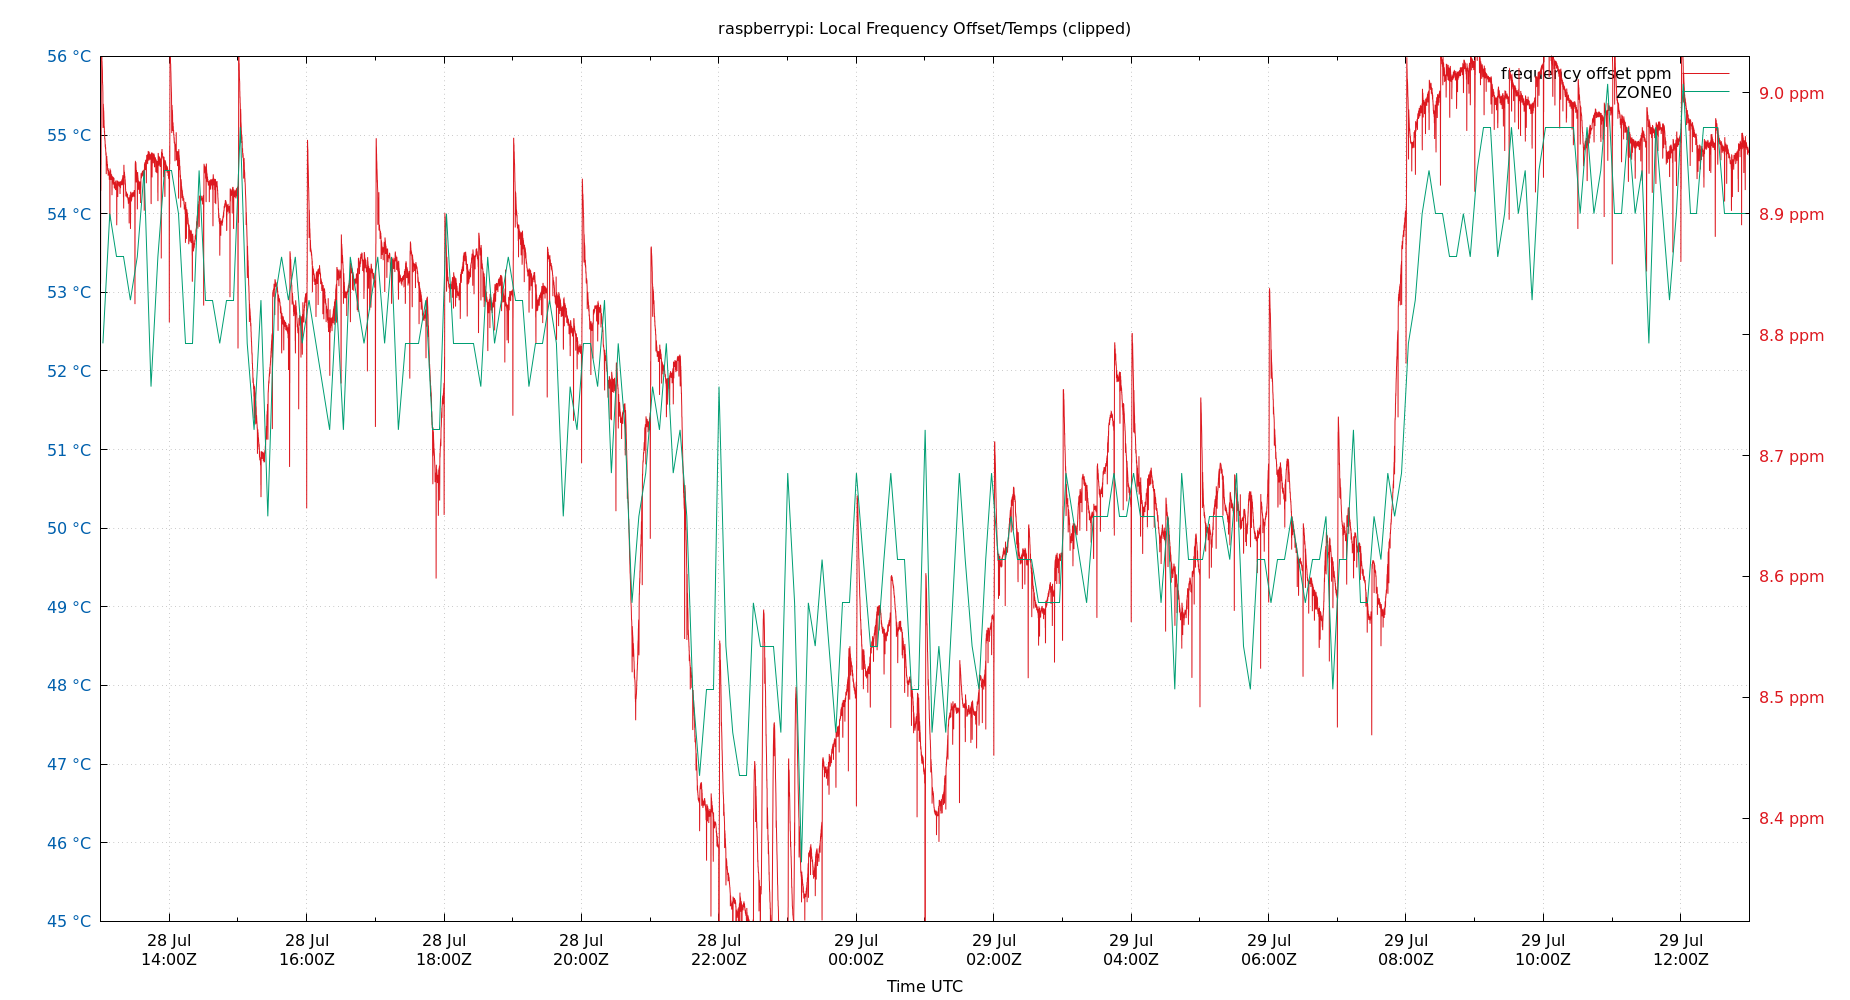 raspberrypi: Local Frequency Offset/Temps (clipped)
56 °C
55 °C
54 °C
53 °C
52 °C
51 °C
50 °C
49 °C
48 °C
47 °C
46 °C
45 °C
frequency offset ppm
ZONE0
9.0 ppm
8.9 ppm
8.8 ppm
8.7 ppm
8.6 ppm
8.5 ppm
8.4 ppm
28 Jul 28 Jul 28 Jul 28 Jul 28 Jul 29 Jul 29 Jul 29 Jul 29 Jul 29 Jul 29 Jul 29 Jul
14:00Z 16:00Z 18:00Z 20:00Z 22:00Z 00:00Z 02:00Z 04:00Z 06:00Z 08:00Z 10:00Z 12:00Z
Time UTC